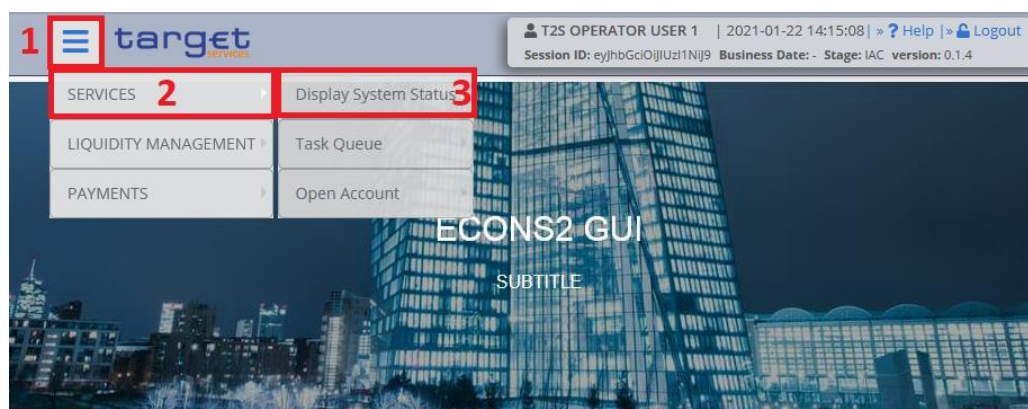 1
target
services
T2S OPERATOR USER 1 | 2021-01-22 14:15:08| » ? Help |» Logout
Session ID: eyJhbGciOiJIUzI1NiJ9 Business Date: - Stage: IAC version: 0.1.4
SERVICES 2 Display System Status 3
LIQUIDITY MANAGEMENT Task Queue
PAYMENTS Open Account
ECONS2 GUI
SUBTITLE